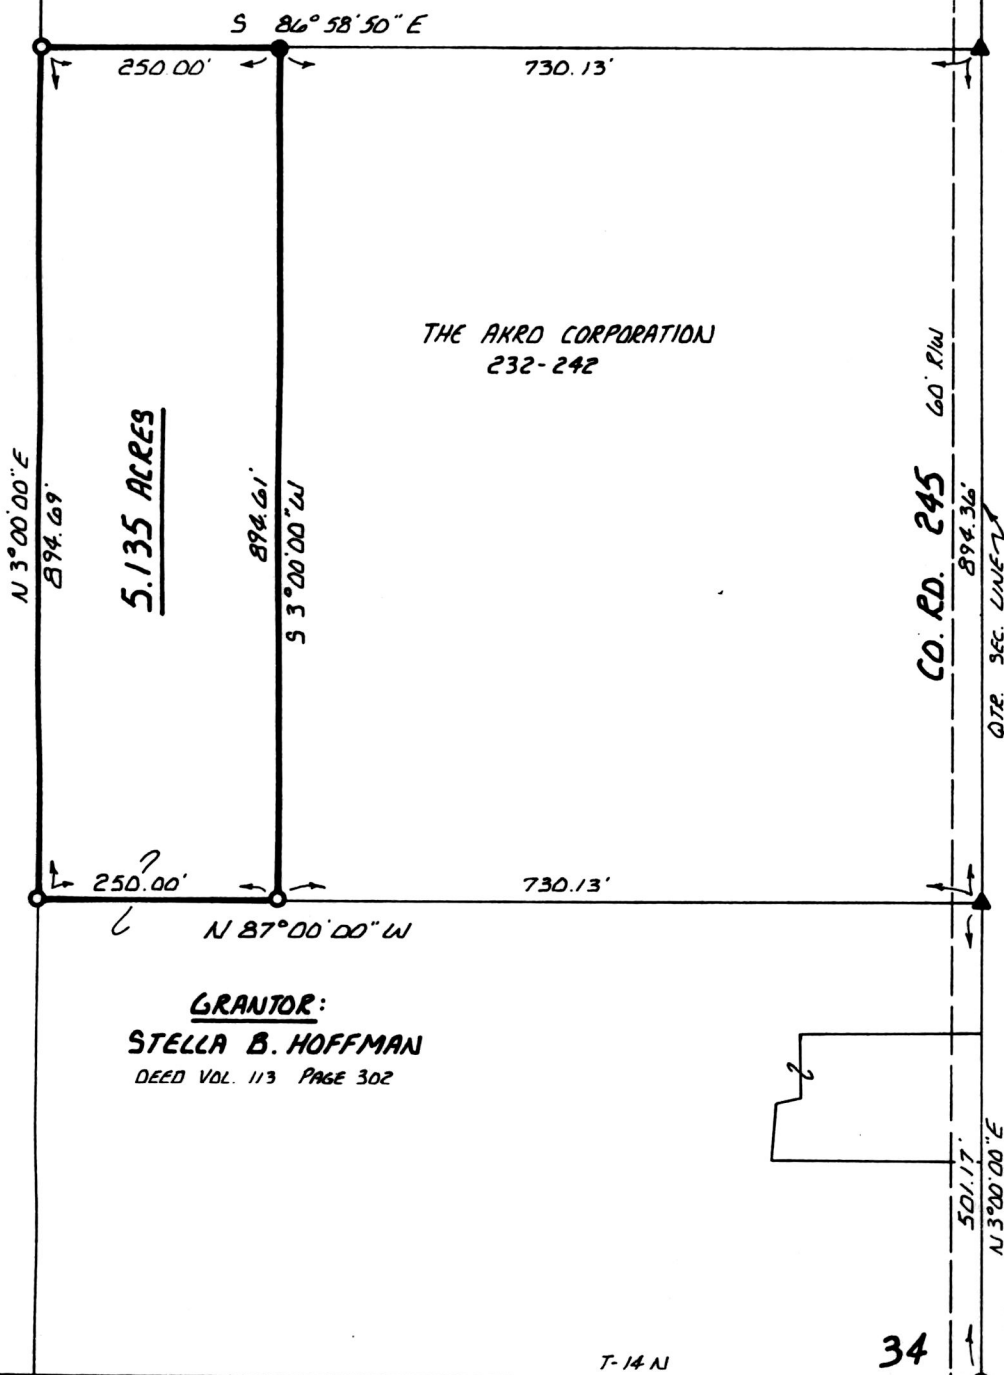 S 86° 58' 50" E
250.00'
730.13'
THE AKRO CORPORATION
232-242
N 3° 00' 00" E
894.69'
5.135 ACRES
894.61'
S 3° 00' 00" W
CO. RD. 245 60' R/W
894.36'
QTR. SEC. LINE
250.00'
730.13'
N 87° 00' 00" W
GRANTOR:
STELLA B. HOFFMAN
DEED VOL. 113 PAGE 302
501.17'
N 3° 00' 00" E
T-14 N
34